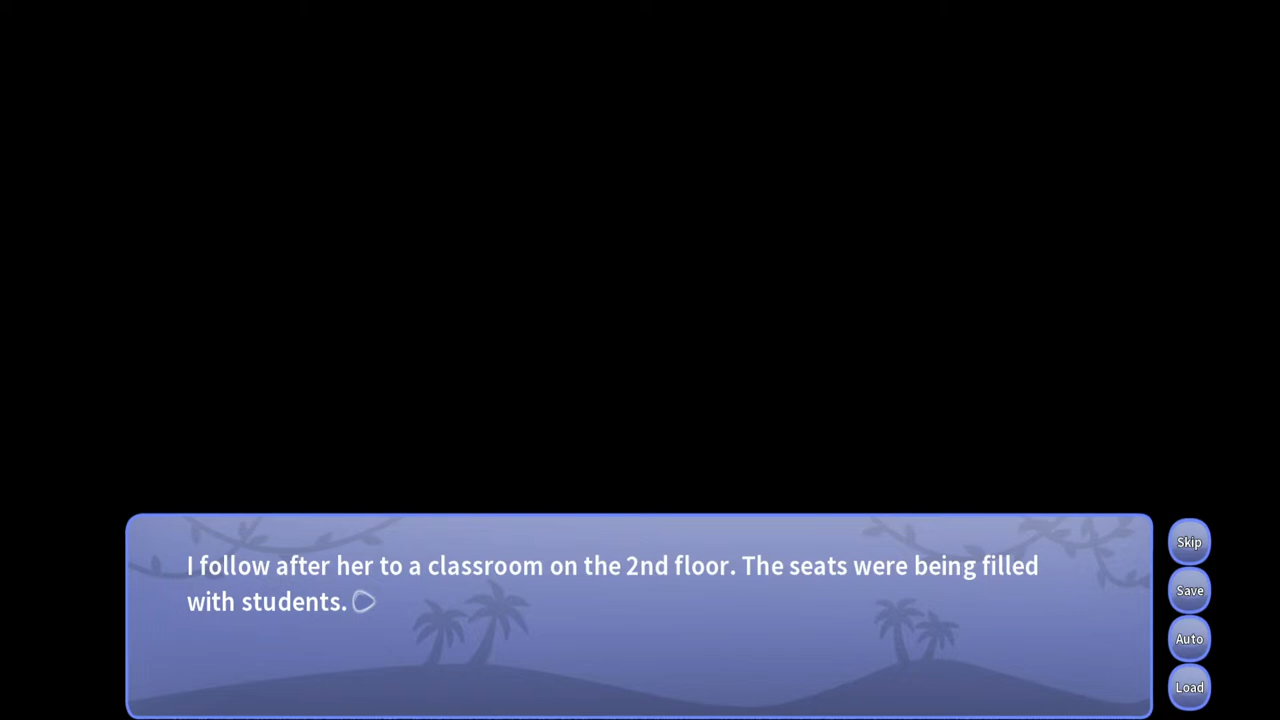 I follow after her to a classroom on the 2nd floor. The seats were being filled
with students.
Skip
Save
Auto
Load